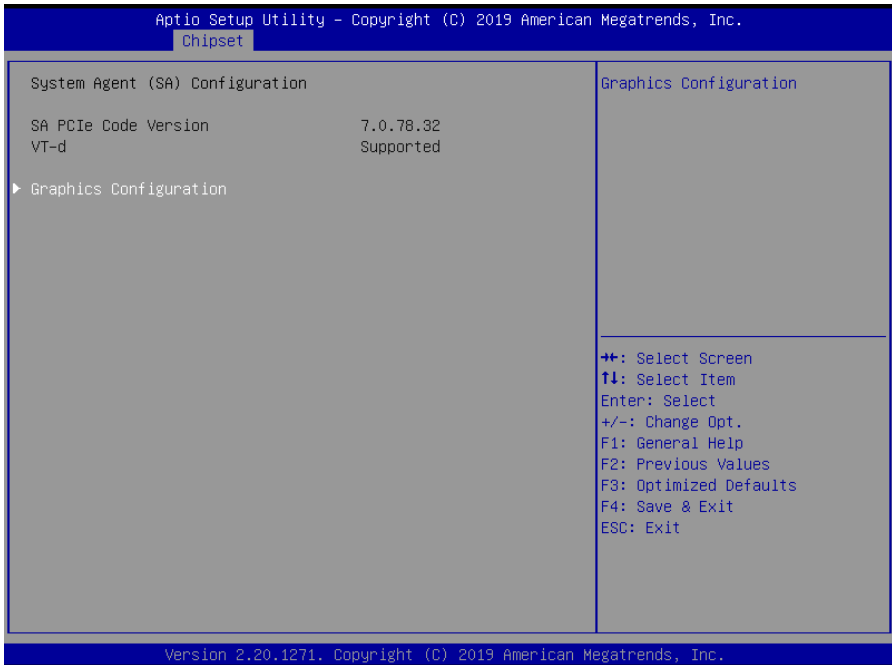 Aptio Setup Utility – Copyright (C) 2019 American Megatrends, Inc.
Chipset
System Agent (SA) Configuration
SA PCIe Code Version 7.0.78.32
VT-d Supported
Graphics Configuration
Graphics Configuration
→←: Select Screen
↑↓: Select Item
Enter: Select
+/-: Change Opt.
F1: General Help
F2: Previous Values
F3: Optimized Defaults
F4: Save & Exit
ESC: Exit
Version 2.20.1271. Copyright (C) 2019 American Megatrends, Inc.